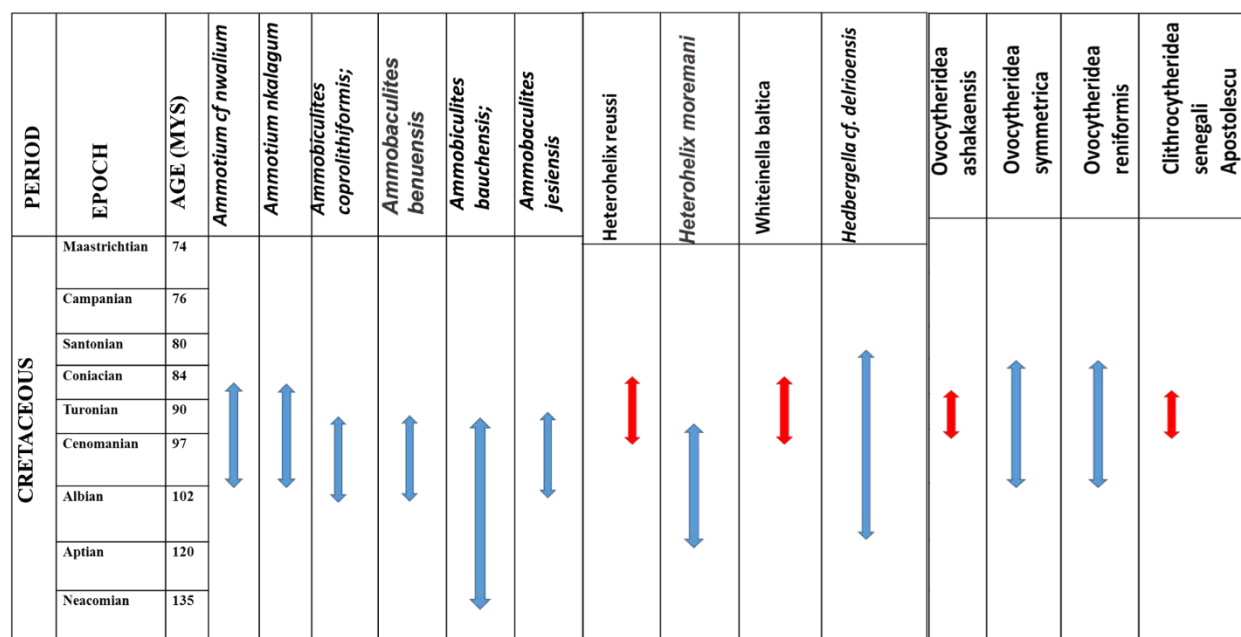 PERIOD
EPOCH
AGE (MYS)
Ammotium cf nwalium
Ammotium nkalagum
Ammobiculites
coprolithiformis;
Ammobaculites
benuensis
Ammobiculites
bauchensis;
Ammobaculites
jesiensis
Heterohelix reussi
Heterohelix moremani
Whiteinella baltica
Hedbergella cf. delrioensis
Ovocytheridea
ashakaensis
Ovocytheridea
symmetrica
Ovocytheridea
reniformis
Clithrocytheridea
senegali
Apostolescu
CRETACEOUS
Maastrichtian 74
Campanian 76
Santonian 80
Coniacian 84
Turonian 90
Cenomanian 97
Albian 102
Aptian 120
Neacomian 135